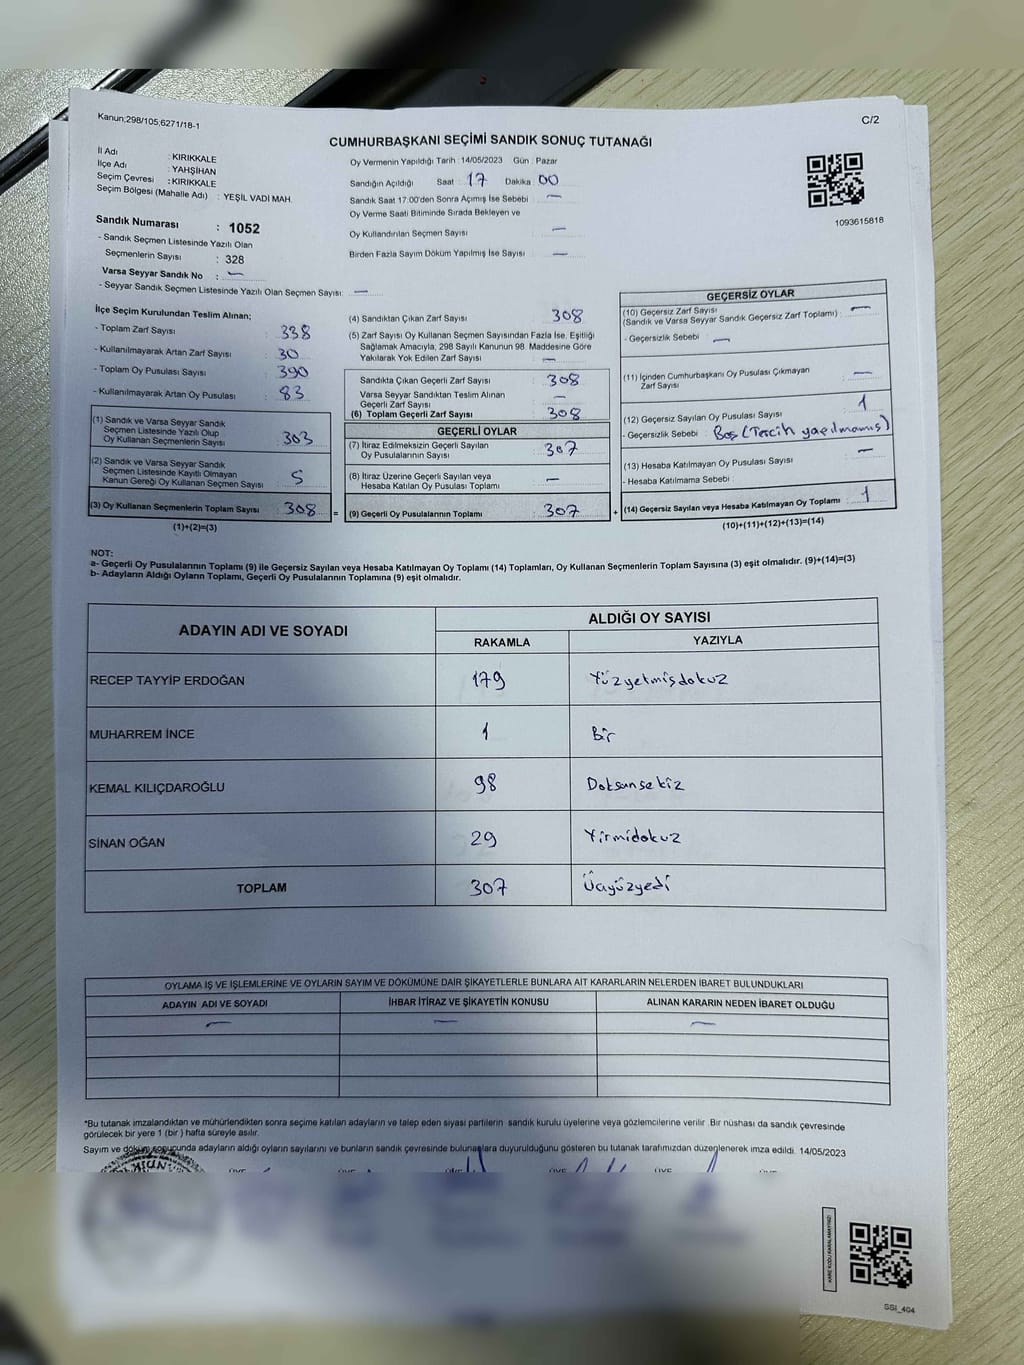 Kanun;298/105,6271/18-1
C/2
CUMHURBAŞKANI SEÇİMİ SANDIK SONUÇ TUTANAĞI
İl Adı : KIRIKKALE
İlçe Adı : YAHŞİHAN
Seçim Çevresi : KIRIKKALE
Seçim Bölgesi (Mahalle Adı) : YEŞİL VADİ MAH.
Sandık Numarası : 1052
- Sandık Seçmen Listesinde Yazılı Olan
Seçmenlerin Sayısı : 328
Varsa Seyyar Sandık No : —
- Seyyar Sandık Seçmen Listesinde Yazılı Olan Seçmen Sayısı: —
Oy Vermenin Yapıldığı Tarih : 14/05/2023 Gün : Pazar
Sandığın Açıldığı Saat : 17 Dakika : 00
Sandık Saat 17:00'den Sonra Açımış İse Sebebi : —
Oy Verme Saati Bitiminde Sırada Bekleyen ve
Oy Kullandırılan Seçmen Sayısı : —
Birden Fazla Sayım Döküm Yapılmış İse Sayısı : —
1093615816
İlçe Seçim Kurulundan Teslim Alınan;
- Toplam Zarf Sayısı : 338
- Kullanılmayarak Artan Zarf Sayısı : 30
- Toplam Oy Pusulası Sayısı : 390
- Kullanılmayarak Artan Oy Pusulası : 83
(1) Sandık ve Varsa Seyyar Sandık
Seçmen Listesinde Yazılı Olup
Oy Kullanan Seçmenlerin Sayısı : 303
(2) Sandık ve Varsa Seyyar Sandık
Seçmen Listesinde Kayıtlı Olmayan
Kanun Gereği Oy Kullanan Seçmen Sayısı : 5
(3) Oy Kullanan Seçmenlerin Toplam Sayısı : 308
(1)+(2)=(3)
=
(4) Sandıktan Çıkan Zarf Sayısı : 308
(5) Zarf Sayısı Oy Kullanan Seçmen Sayısından Fazla İse, Eşitliği
Sağlamak Amacıyla, 298 Sayılı Kanunun 98. Maddesine Göre
Yakılarak Yok Edilen Zarf Sayısı : —
Sandıkta Çıkan Geçerli Zarf Sayısı : 308
Varsa Seyyar Sandıktan Teslim Alınan
Geçerli Zarf Sayısı : —
(6) Toplam Geçerli Zarf Sayısı : 308
GEÇERLİ OYLAR
(7) İtiraz Edilmeksizin Geçerli Sayılan
Oy Pusulalarının Sayısı : 307
(8) İtiraz Üzerine Geçerli Sayılan veya
Hesaba Katılan Oy Pusulası Toplamı : —
(9) Geçerli Oy Pusulalarının Toplamı : 307
+
GEÇERSİZ OYLAR
(10) Geçersiz Zarf Sayısı : —
(Sandık ve Varsa Seyyar Sandık Geçersiz Zarf Toplamı)
- Geçersizlik Sebebi : —
(11) İçinden Cumhurbaşkanı Oy Pusulası Çıkmayan
Zarf Sayısı : —
(12) Geçersiz Sayılan Oy Pusulası Sayısı : 1
- Geçersizlik Sebebi : Boş (Tercih yapılmamış)
(13) Hesaba Katılmayan Oy Pusulası Sayısı : —
- Hesaba Katılmama Sebebi :
(14) Geçersiz Sayılan veya Hesaba Katılmayan Oy Toplamı : 1
(10)+(11)+(12)+(13)=(14)
NOT:
a- Geçerli Oy Pusulalarının Toplamı (9) ile Geçersiz Sayılan veya Hesaba Katılmayan Oy Toplamı (14) Toplamları, Oy Kullanan Seçmenlerin Toplam Sayısına (3) eşit olmalıdır. (9)+(14)=(3)
b- Adayların Aldığı Oyların Toplamı, Geçerli Oy Pusulalarının Toplamına (9) eşit olmalıdır.
ADAYIN ADI VE SOYADI
ALDIĞI OY SAYISI
RAKAMLA YAZIYLA
RECEP TAYYİP ERDOĞAN 179 Yüzyetmişdokuz
MUHARREM İNCE 1 Bir
KEMAL KILIÇDAROĞLU 98 Doksansekiz
SİNAN OĞAN 29 Yirmidokuz
TOPLAM 307 Üçyüzyedi
OYLAMA İŞ VE İŞLEMLERİNE VE OYLARIN SAYIM VE DÖKÜMÜNE DAİR ŞİKAYETLERLE BUNLARA AİT KARARLARIN NELERDEN İBARET BULUNDUKLARI
ADAYIN ADI VE SOYADI İHBAR İTİRAZ VE ŞİKAYETİN KONUSU ALINAN KARARIN NEDEN İBARET OLDUĞU
— — —
*Bu tutanak imzalandıktan ve mühürlendikten sonra seçime katılan adayların ve talep eden siyasi partilerin sandık kurulu üyelerine veya gözlemcilerine verilir. Bir nüshası da sandık çevresinde
görülecek bir yere 1 (bir ) hafta süreyle asılır.
Sayım ve döküm sonunda adayların aldığı oyların sayılarını ve bunların sandık çevresinde bulunanlara duyurulduğunu gösteren bu tutanak tarafımızdan düzenlenerek imza edildi. 14/05/2023
ÜYE ÜYE ÜYE ÜYE ÜYE ÜYE
KARE KODU KARALAMAYINIZ!
SSI_404